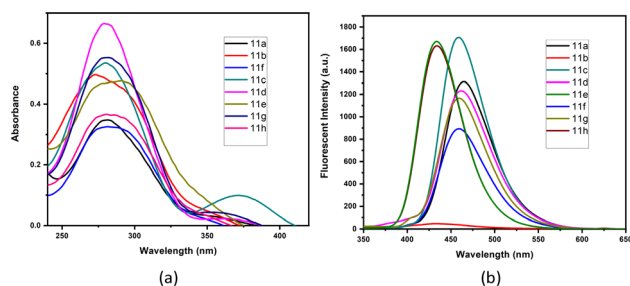 0.6
0.4
0.2
0.0
Absorbance
250
300
350
400
Wavelength (nm)
11a
11b
11f
11c
11d
11e
11g
11h
(a)
1800
1600
1400
1200
1000
800
600
400
200
0
Fluorescent Intensity (a.u.)
350
400
450
500
550
600
650
Wavelength (nm)
11a
11b
11c
11d
11e
11f
11g
11h
(b)